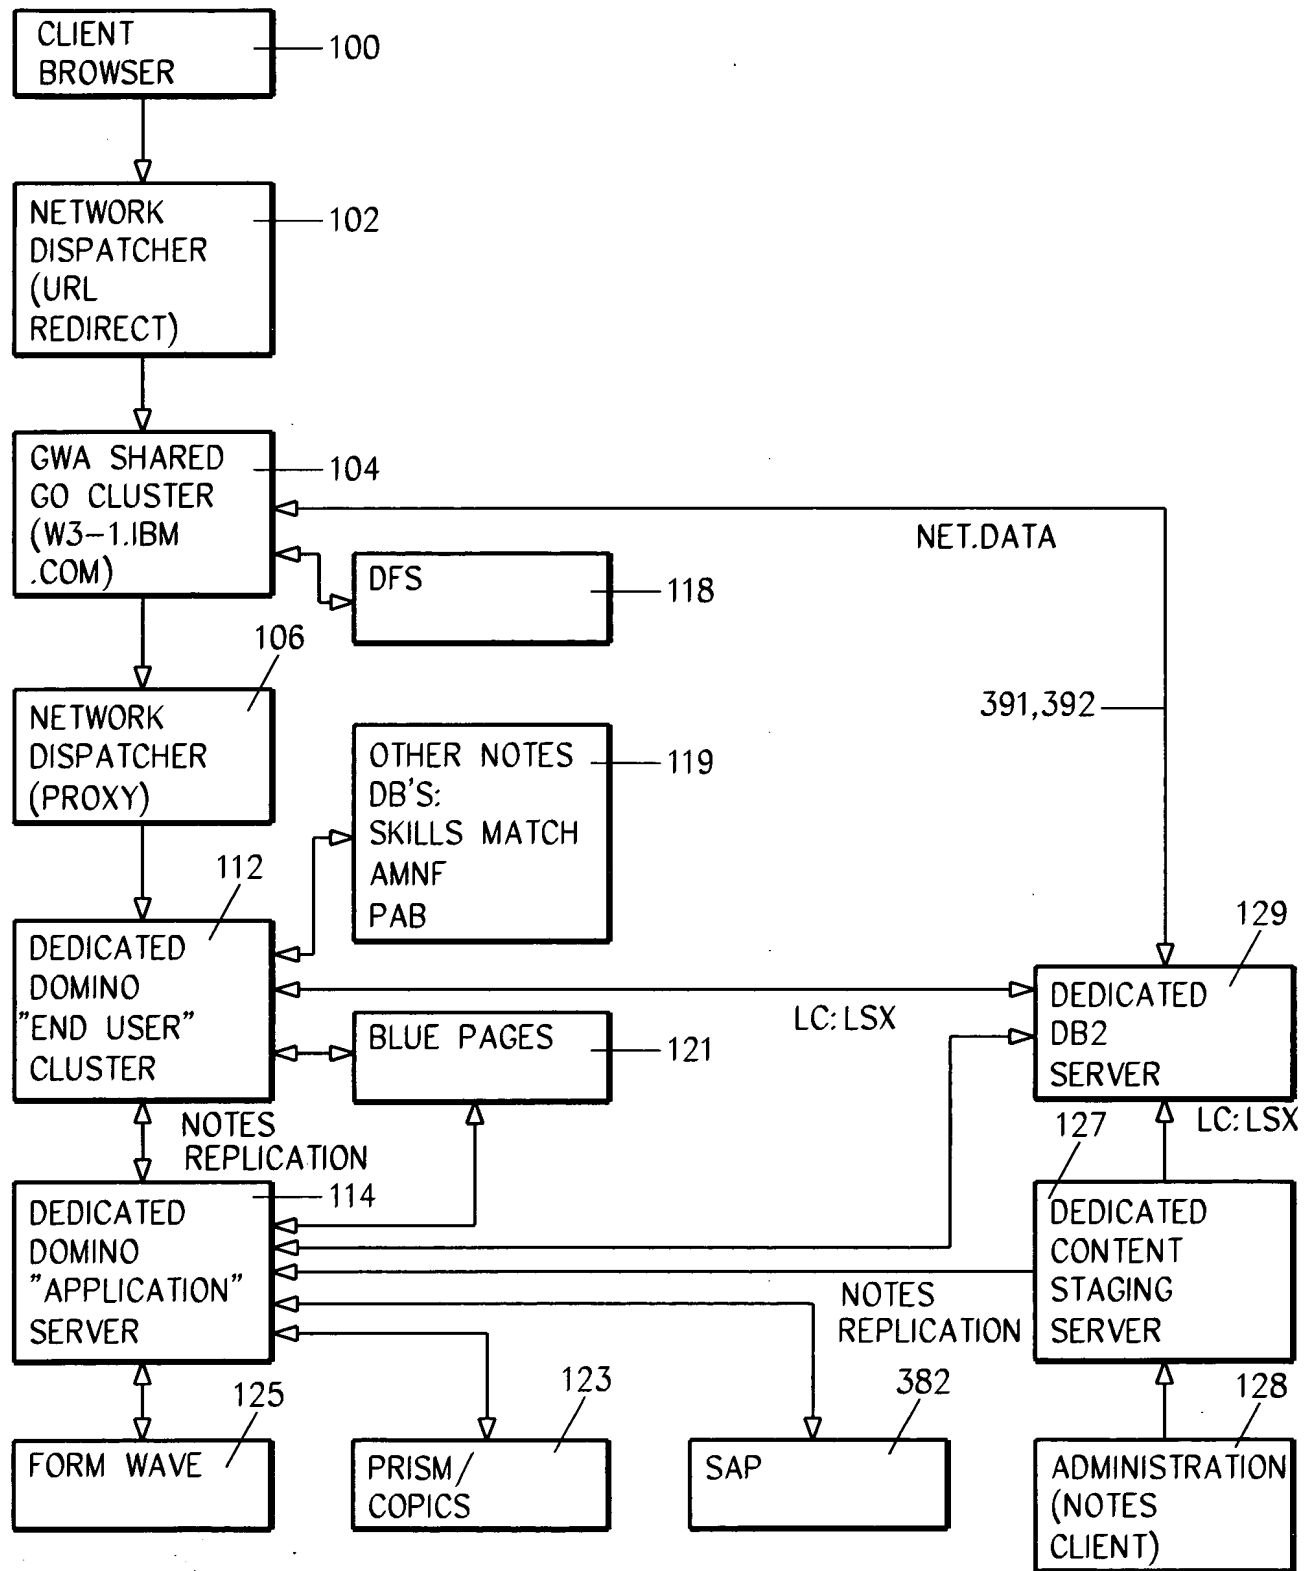 CLIENT
BROWSER
100
NETWORK
DISPATCHER
(URL
REDIRECT)
102
GWA SHARED
GO CLUSTER
(W3-1.IBM
.COM)
104
NET.DATA
DFS
118
106
NETWORK
DISPATCHER
(PROXY)
391,392
OTHER NOTES
DB'S:
SKILLS MATCH
AMNF
PAB
119
112
DEDICATED
DOMINO
"END USER"
CLUSTER
129
DEDICATED
DB2
SERVER
LC:LSX
BLUE PAGES
121
NOTES
REPLICATION
LC:LSX
127
114
DEDICATED
DOMINO
"APPLICATION"
SERVER
DEDICATED
CONTENT
STAGING
SERVER
NOTES
REPLICATION
125
FORM WAVE
123
PRISM/
COPICS
382
SAP
128
ADMINISTRATION
(NOTES
CLIENT)